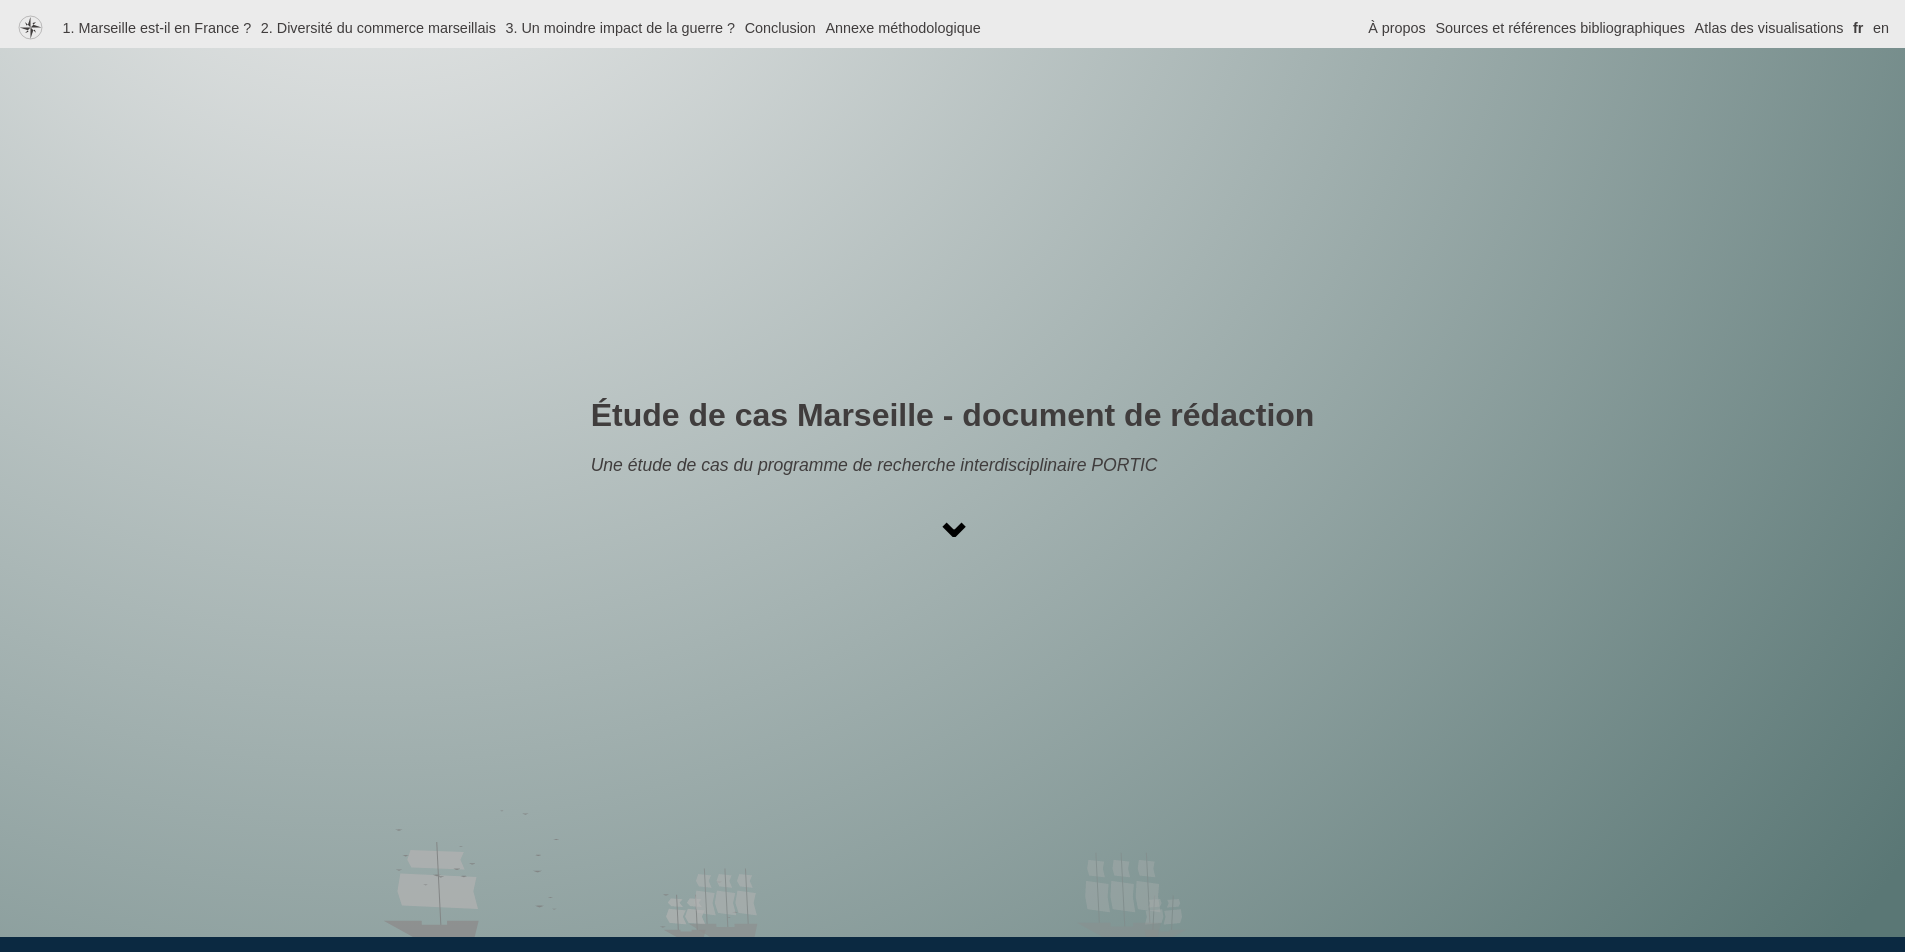 1. Marseille est-il en France ? 2. Diversité du commerce marseillais 3. Un moindre impact de la guerre ? Conclusion Annexe méthodologique À propos Sources et références bibliographiques Atlas des visualisations fr en
Étude de cas Marseille - document de rédaction
Une étude de cas du programme de recherche interdisciplinaire PORTIC